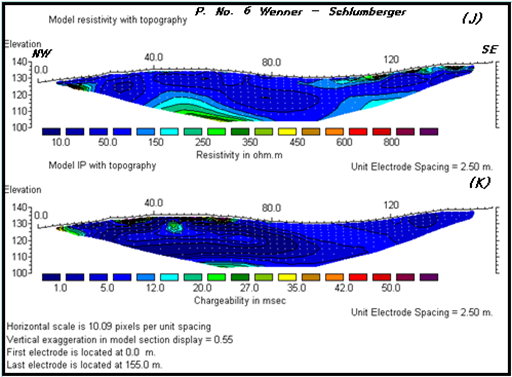 P. No. 6 Wenner - Schlumberger
Model resistivity with topography
(J)
Elevation
NW
SE
0.0
40.0
80.0
120
140
130
120
110
100
10.0 50.0 150 250 350 450 600 800
Resistivity in ohm.m
Unit Electrode Spacing = 2.50 m.
Model IP with topography
(K)
Elevation
0.0
40.0
80.0
120
140
130
120
110
100
1.0 5.0 12.0 20.0 27.0 35.0 42.0 50.0
Chargeability in msec
Unit Electrode Spacing = 2.50 m.
Horizontal scale is 10.09 pixels per unit spacing
Vertical exaggeration in model section display = 0.55
First electrode is located at 0.0 m.
Last electrode is located at 155.0 m.